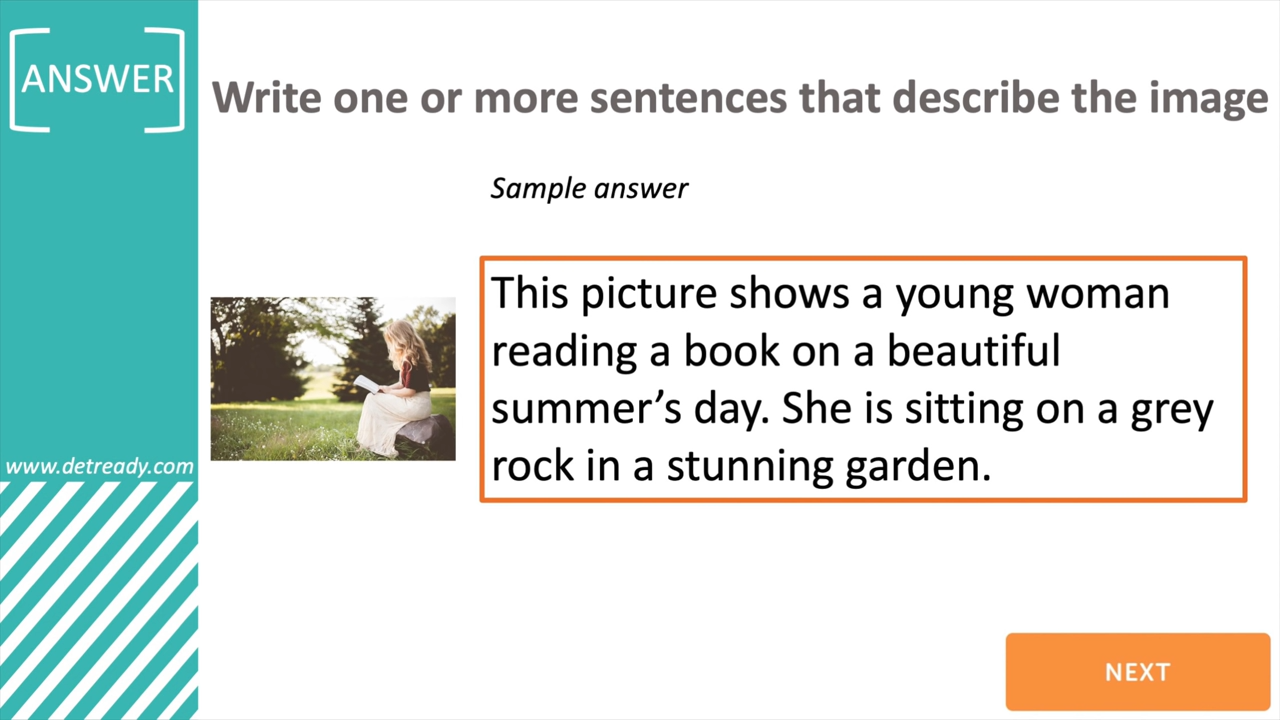 ANSWER
Write one or more sentences that describe the image
Sample answer
This picture shows a young woman
reading a book on a beautiful
summer’s day. She is sitting on a grey
rock in a stunning garden.
www.detready.com
NEXT